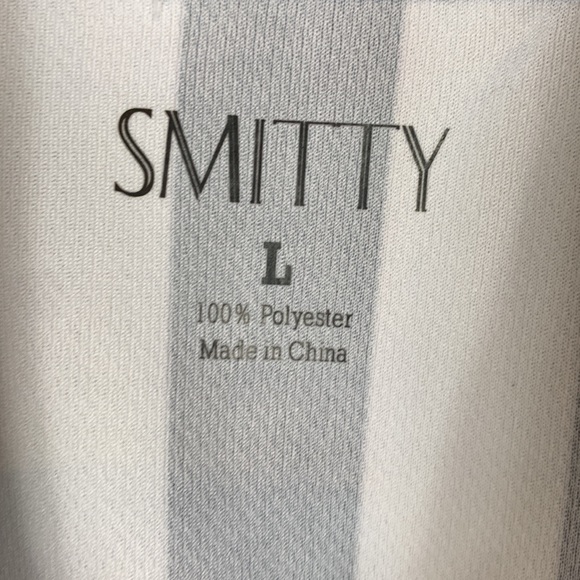 SMITTY
L
100% Polyester
Made in China